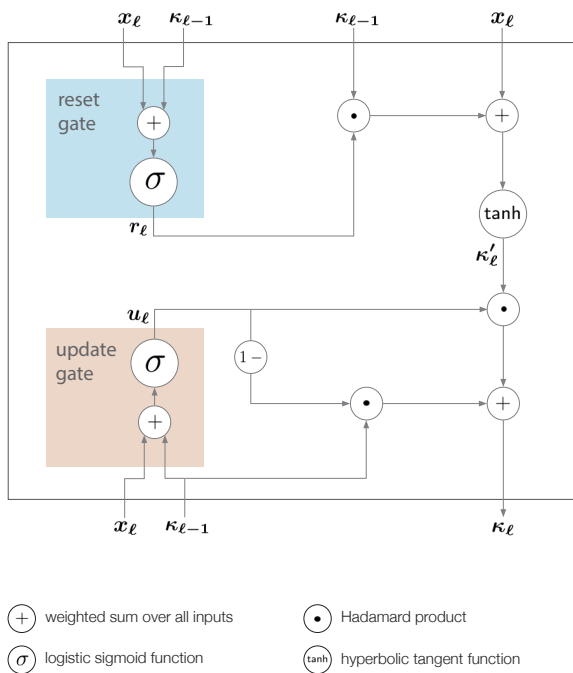 xℓ κℓ−1 κℓ−1 xℓ
reset
gate
+
σ
rℓ
•
+
tanh
κ′ℓ
uℓ
•
update
gate
σ
1 −
+
•
+
xℓ κℓ−1 κℓ
+ weighted sum over all inputs
• Hadamard product
σ logistic sigmoid function
tanh hyperbolic tangent function